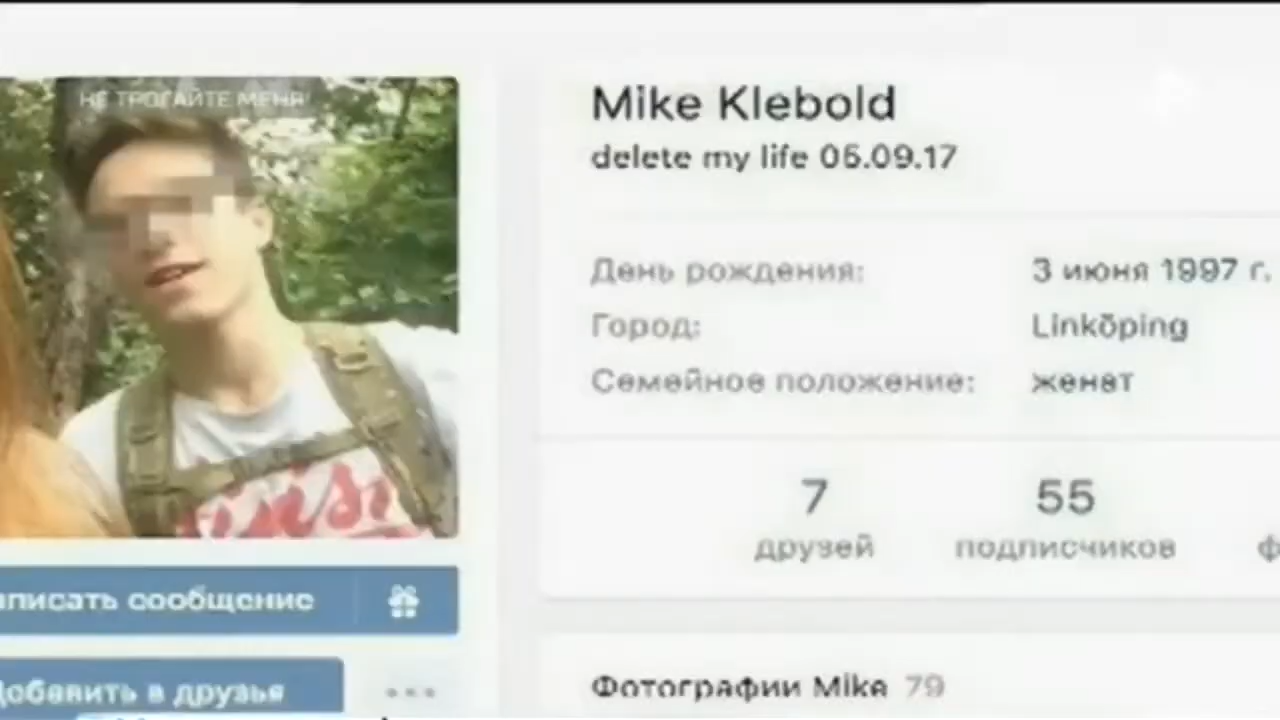 НЕ ТРОГАЙТЕ МЕНЯ!
Mike Klebold
delete my life 05.09.17
День рождения: 3 июня 1997 г.
Город: Linköping
Семейное положение: женат
7 друзей
55 подписчиков
ф
аписать сообщение
Добавить в друзья
Фотографии Mike 79